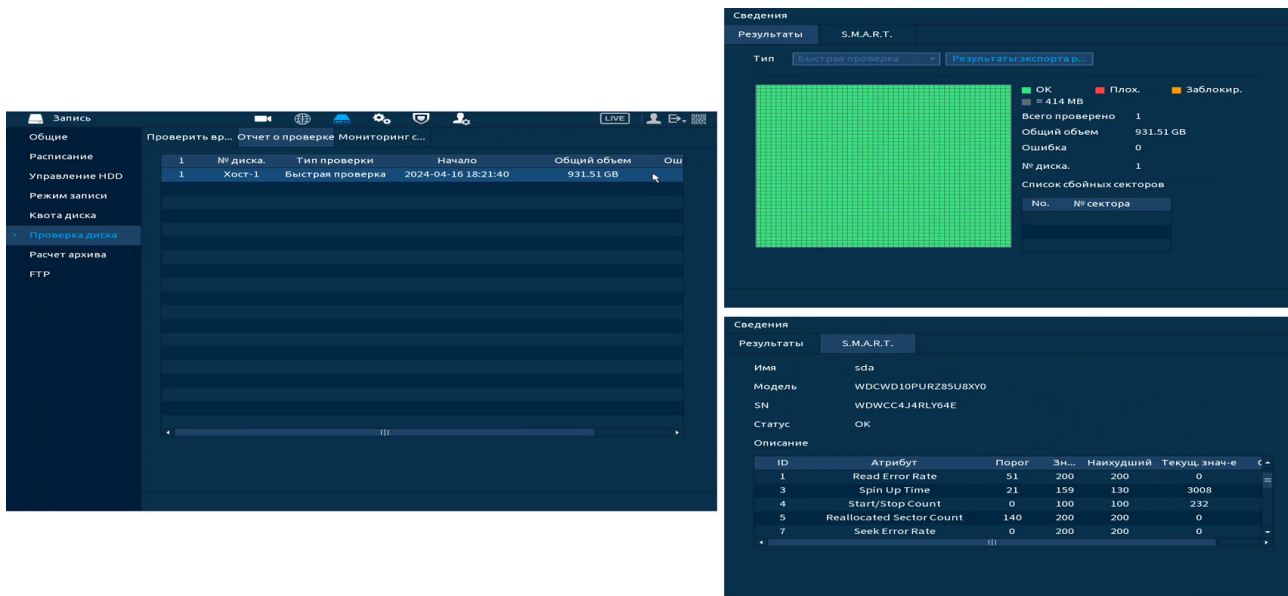 Запись
LIVE
Общие
Расписание
Управление HDD
Режим записи
Квота диска
Проверка диска
Расчет архива
FTP
Проверить вр... Отчет о проверке Мониторинг с...
1 № диска. Тип проверки Начало Общий объем Ош
1 Хост-1 Быстрая проверка 2024-04-16 18:21:40 931.51 GB
Сведения
Результаты S.M.A.R.T.
Тип Быстрая проверка Результаты экспорта р...
OK Плох. Заблокир.
= 414 MB
Всего проверено 1
Общий объем 931.51 GB
Ошибка 0
№ диска. 1
Список сбойных секторов
No. № сектора
Сведения
Результаты S.M.A.R.T.
Имя sda
Модель WDCWD10PURZ85U8XY0
SN WDWCC4J4RLY64E
Статус OK
Описание
ID Атрибут Порог Зн... Наихудший Текущ. знач-е
1 Read Error Rate 51 200 200 0
3 Spin Up Time 21 159 130 3008
4 Start/Stop Count 0 100 100 232
5 Reallocated Sector Count 140 200 200 0
7 Seek Error Rate 0 200 200 0